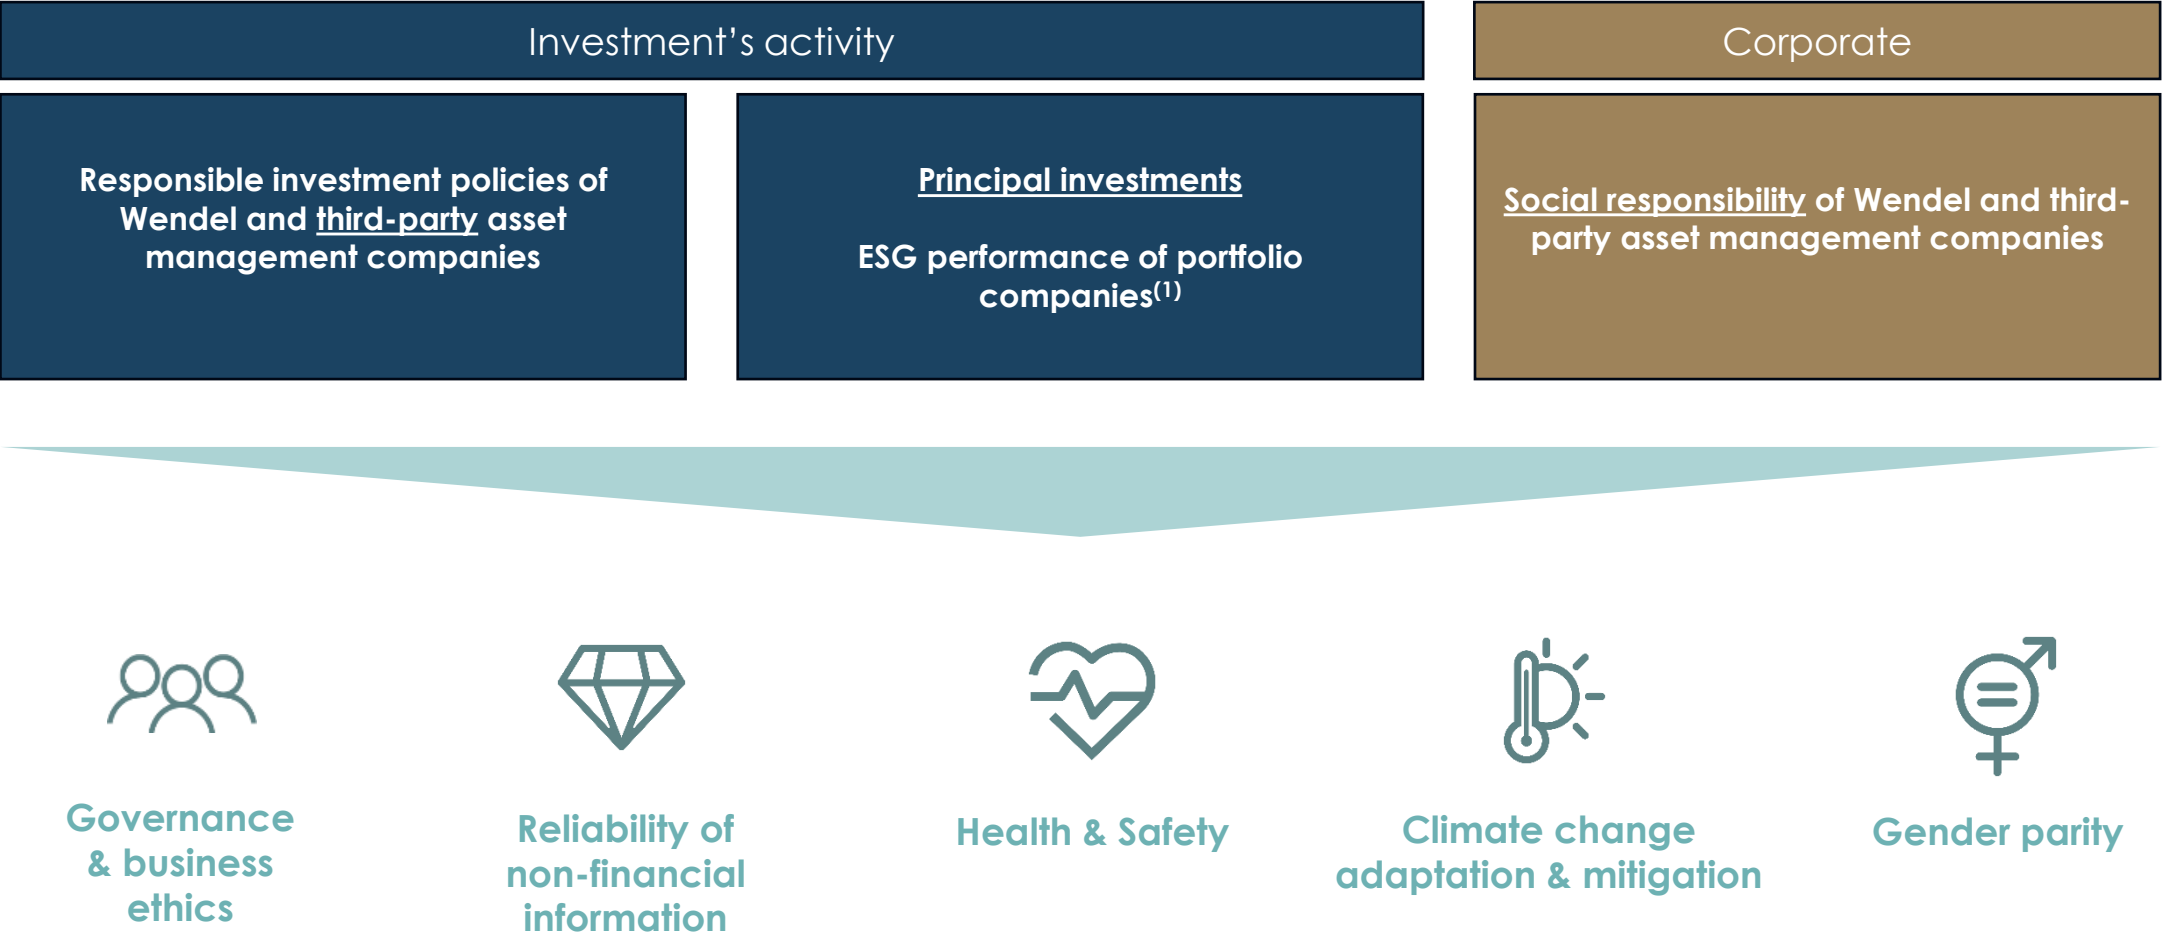 Investment’s activity
Corporate
Responsible investment policies of
Wendel and third-party asset
management companies
Principal investments
ESG performance of portfolio
companies(1)
Social responsibility of Wendel and third-
party asset management companies
Governance
& business
ethics
Reliability of
non-financial
information
Health & Safety
Climate change
adaptation & mitigation
Gender parity